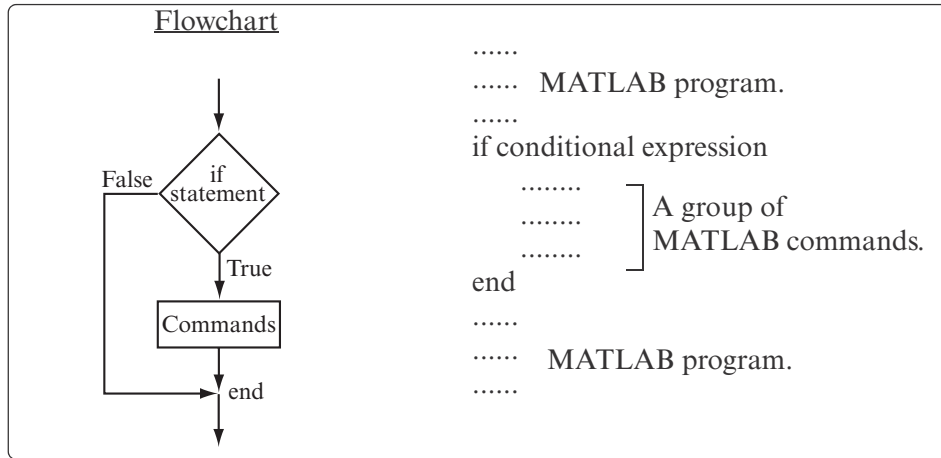 Flowchart
if
statement
False
True
Commands
end
......
...... MATLAB program.
......
if conditional expression
........
........
........
A group of
MATLAB commands.
end
......
...... MATLAB program.
......